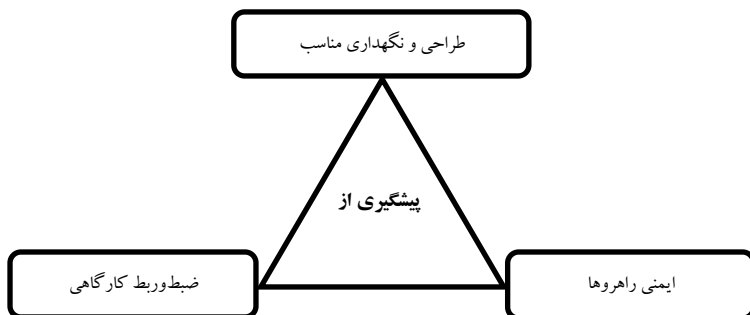 طراحی و نگهداری مناسب
پیشگیری از
ایمنی راهروها
ضبط‌وربط کارگاهی